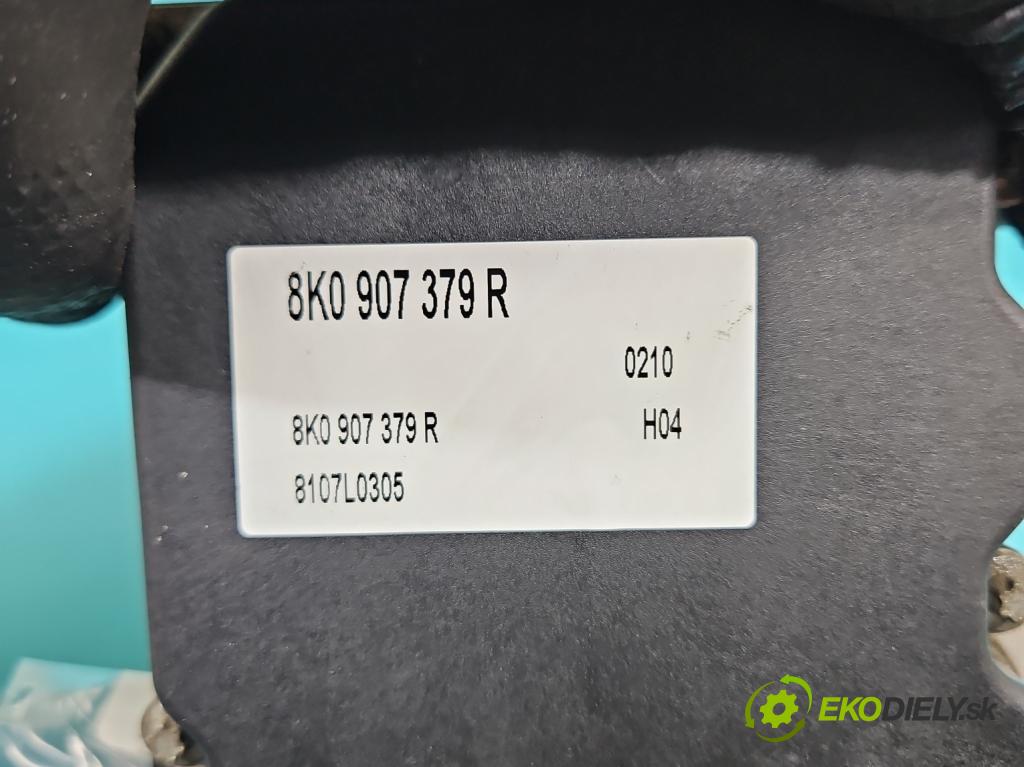 8K0 907 379 R
0210
8K0 907 379 R H04
8107L0305
EKODIELY.sk